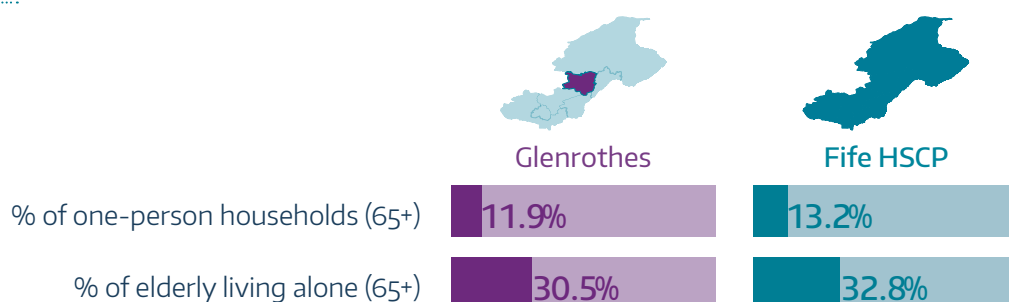 Glenrothes Fife HSCP
% of one-person households (65+) 11.9% 13.2%
% of elderly living alone (65+) 30.5% 32.8%